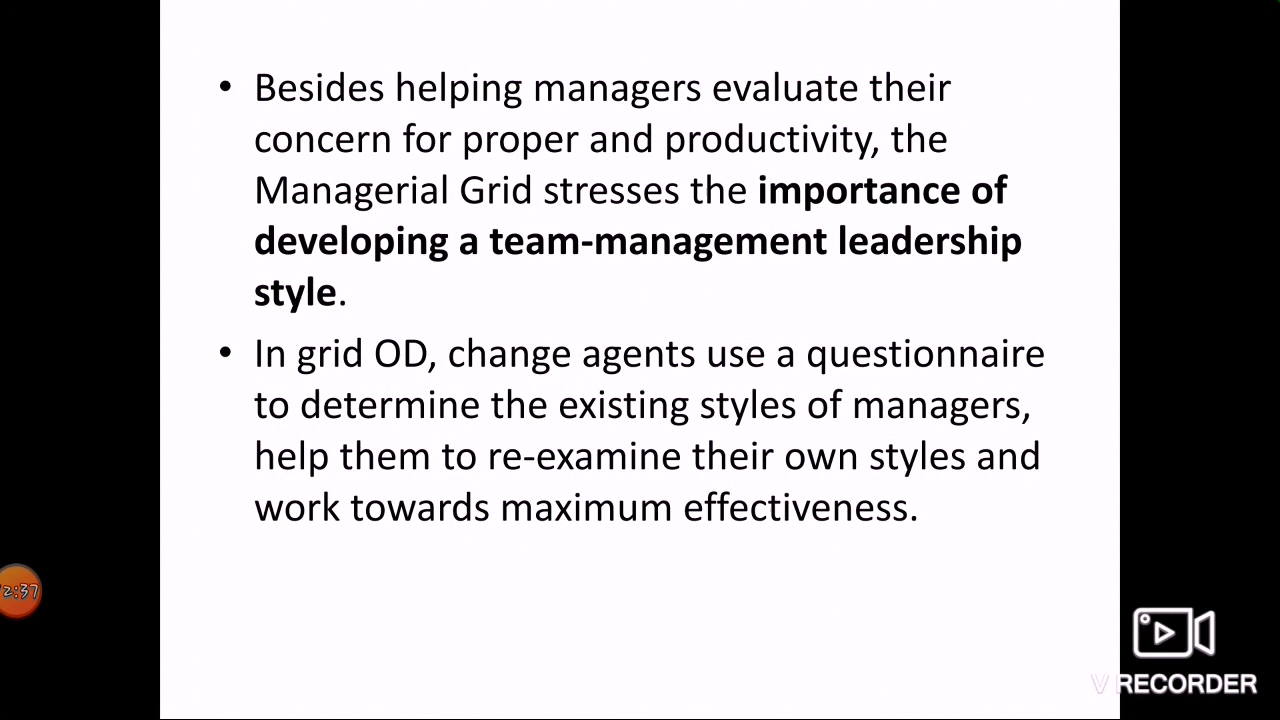 • Besides helping managers evaluate their
concern for proper and productivity, the
Managerial Grid stresses the importance of
developing a team-management leadership
style.
• In grid OD, change agents use a questionnaire
to determine the existing styles of managers,
help them to re-examine their own styles and
work towards maximum effectiveness.
2:37
V RECORDER